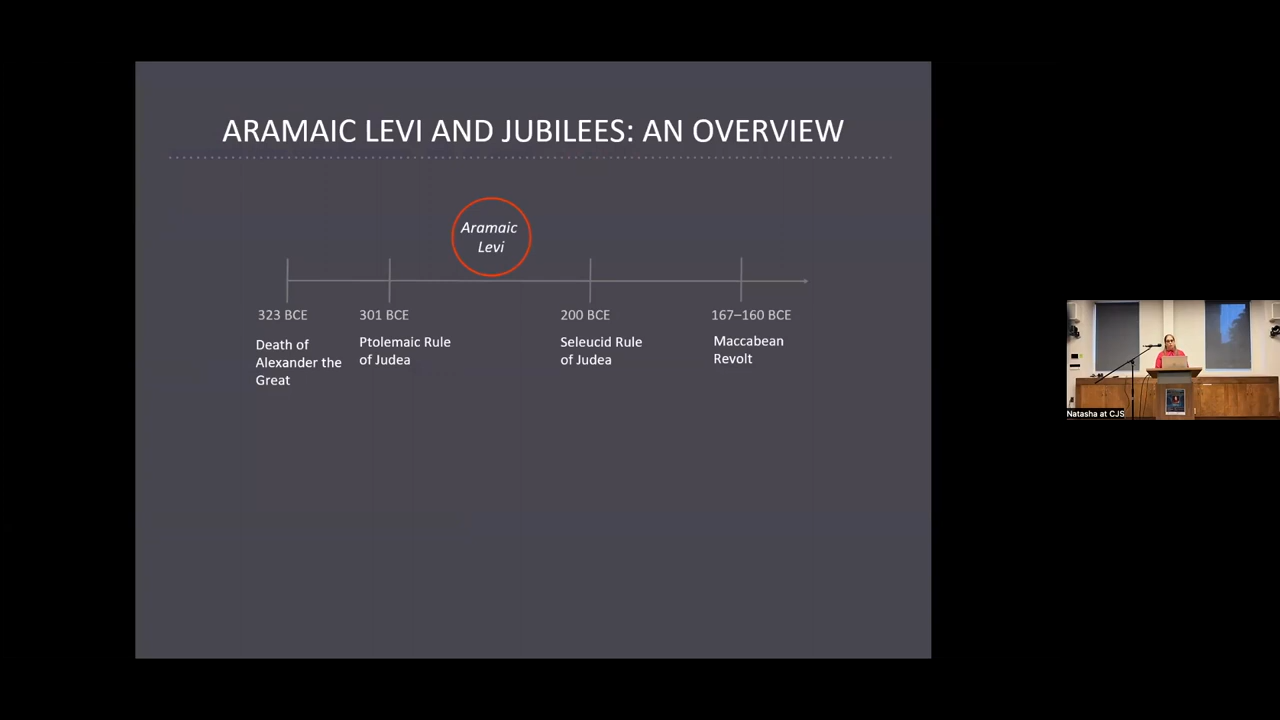 ARAMAIC LEVI AND JUBILEES: AN OVERVIEW
Aramaic
Levi
323 BCE
301 BCE
200 BCE
167–160 BCE
Death of
Alexander the
Great
Ptolemaic Rule
of Judea
Seleucid Rule
of Judea
Maccabean
Revolt
Natasha at CJS